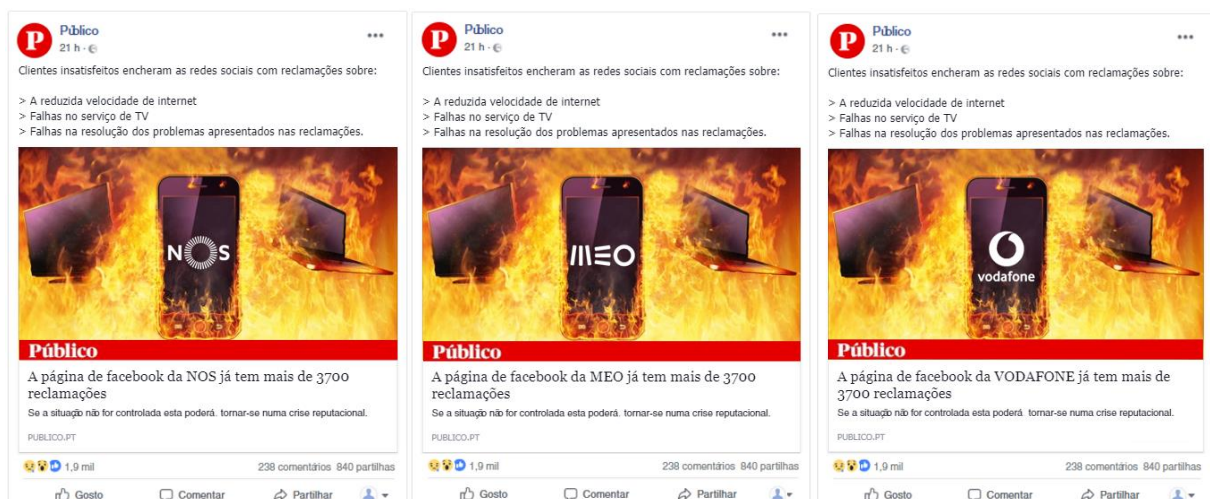 Público
21 h
Clientes insatisfeitos encheram as redes sociais com reclamações sobre:
> A reduzida velocidade de internet
> Falhas no serviço de TV
> Falhas na resolução dos problemas apresentados nas reclamações.
NOS
Público
A página de facebook da NOS já tem mais de 3700
reclamações
Se a situação não for controlada esta poderá. tornar-se numa crise reputacional.
PUBLICO.PT
1,9 mil
238 comentários 840 partilhas
Gosto Comentar Partilhar
Público
21 h
Clientes insatisfeitos encheram as redes sociais com reclamações sobre:
> A reduzida velocidade de internet
> Falhas no serviço de TV
> Falhas na resolução dos problemas apresentados nas reclamações.
MEO
Público
A página de facebook da MEO já tem mais de 3700
reclamações
Se a situação não for controlada esta poderá. tornar-se numa crise reputacional.
PUBLICO.PT
1,9 mil
238 comentários 840 partilhas
Gosto Comentar Partilhar
Público
21 h
Clientes insatisfeitos encheram as redes sociais com reclamações sobre:
> A reduzida velocidade de internet
> Falhas no serviço de TV
> Falhas na resolução dos problemas apresentados nas reclamações.
vodafone
Público
A página de facebook da VODAFONE já tem mais de
3700 reclamações
Se a situação não for controlada esta poderá tornar-se numa crise reputacional.
PUBLICO.PT
1,9 mil
238 comentários 840 partilhas
Gosto Comentar Partilhar